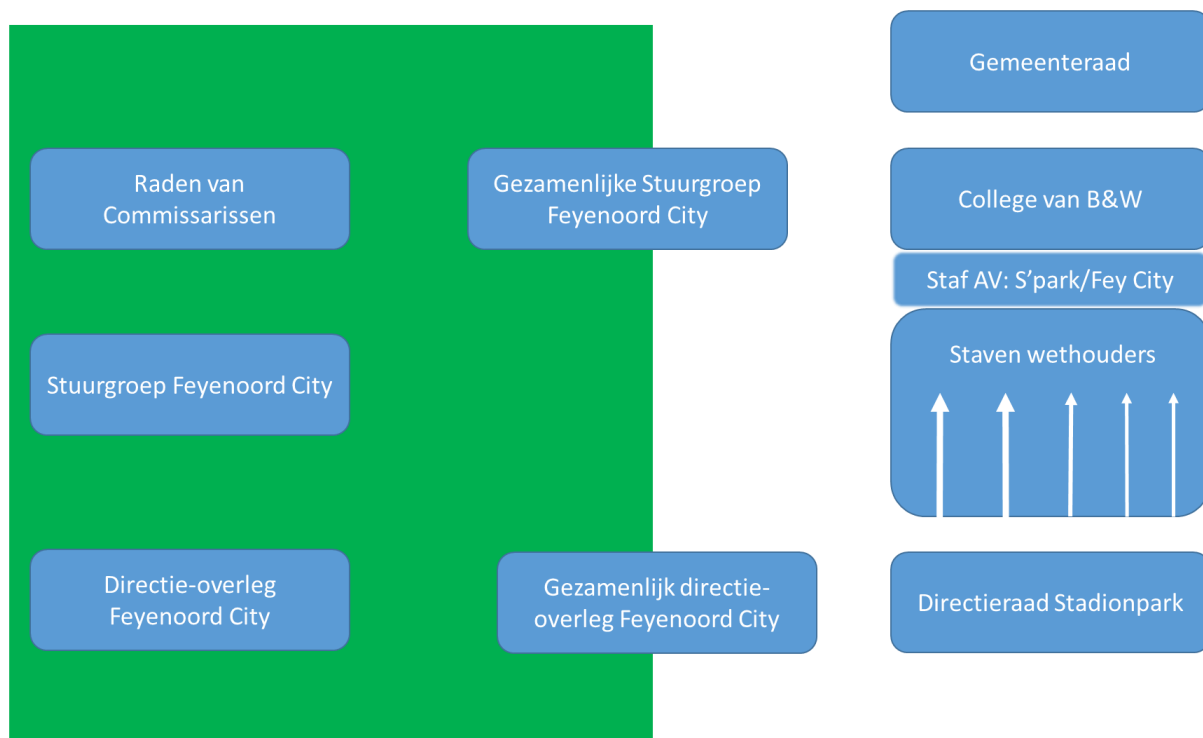 Gemeenteraad
Raden van
Commissarissen
Gezamenlijke Stuurgroep
Feyenoord City
College van B&W
Staf AV: S’park/Fey City
Stuurgroep Feyenoord City
Staven wethouders
Directie-overleg
Feyenoord City
Gezamenlijk directie-
overleg Feyenoord City
Directieraad Stadionpark